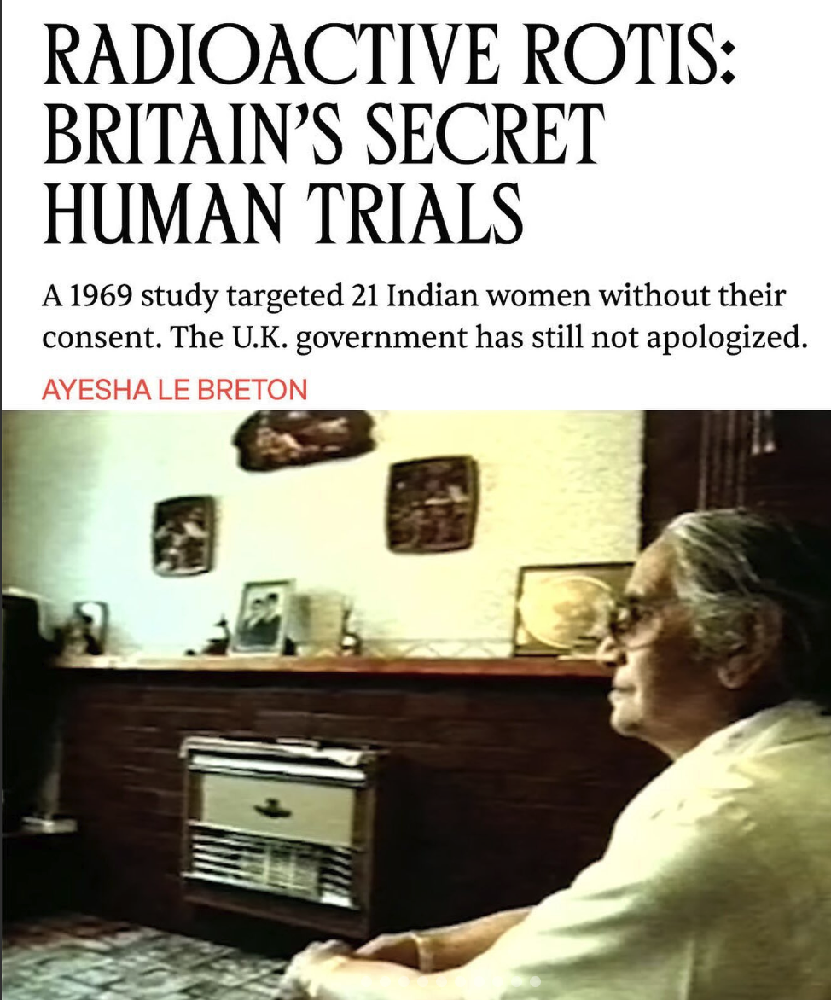 RADIOACTIVE ROTIS:
BRITAIN’S SECRET
HUMAN TRIALS
A 1969 study targeted 21 Indian women without their
consent. The U.K. government has still not apologized.
AYESHA LE BRETON